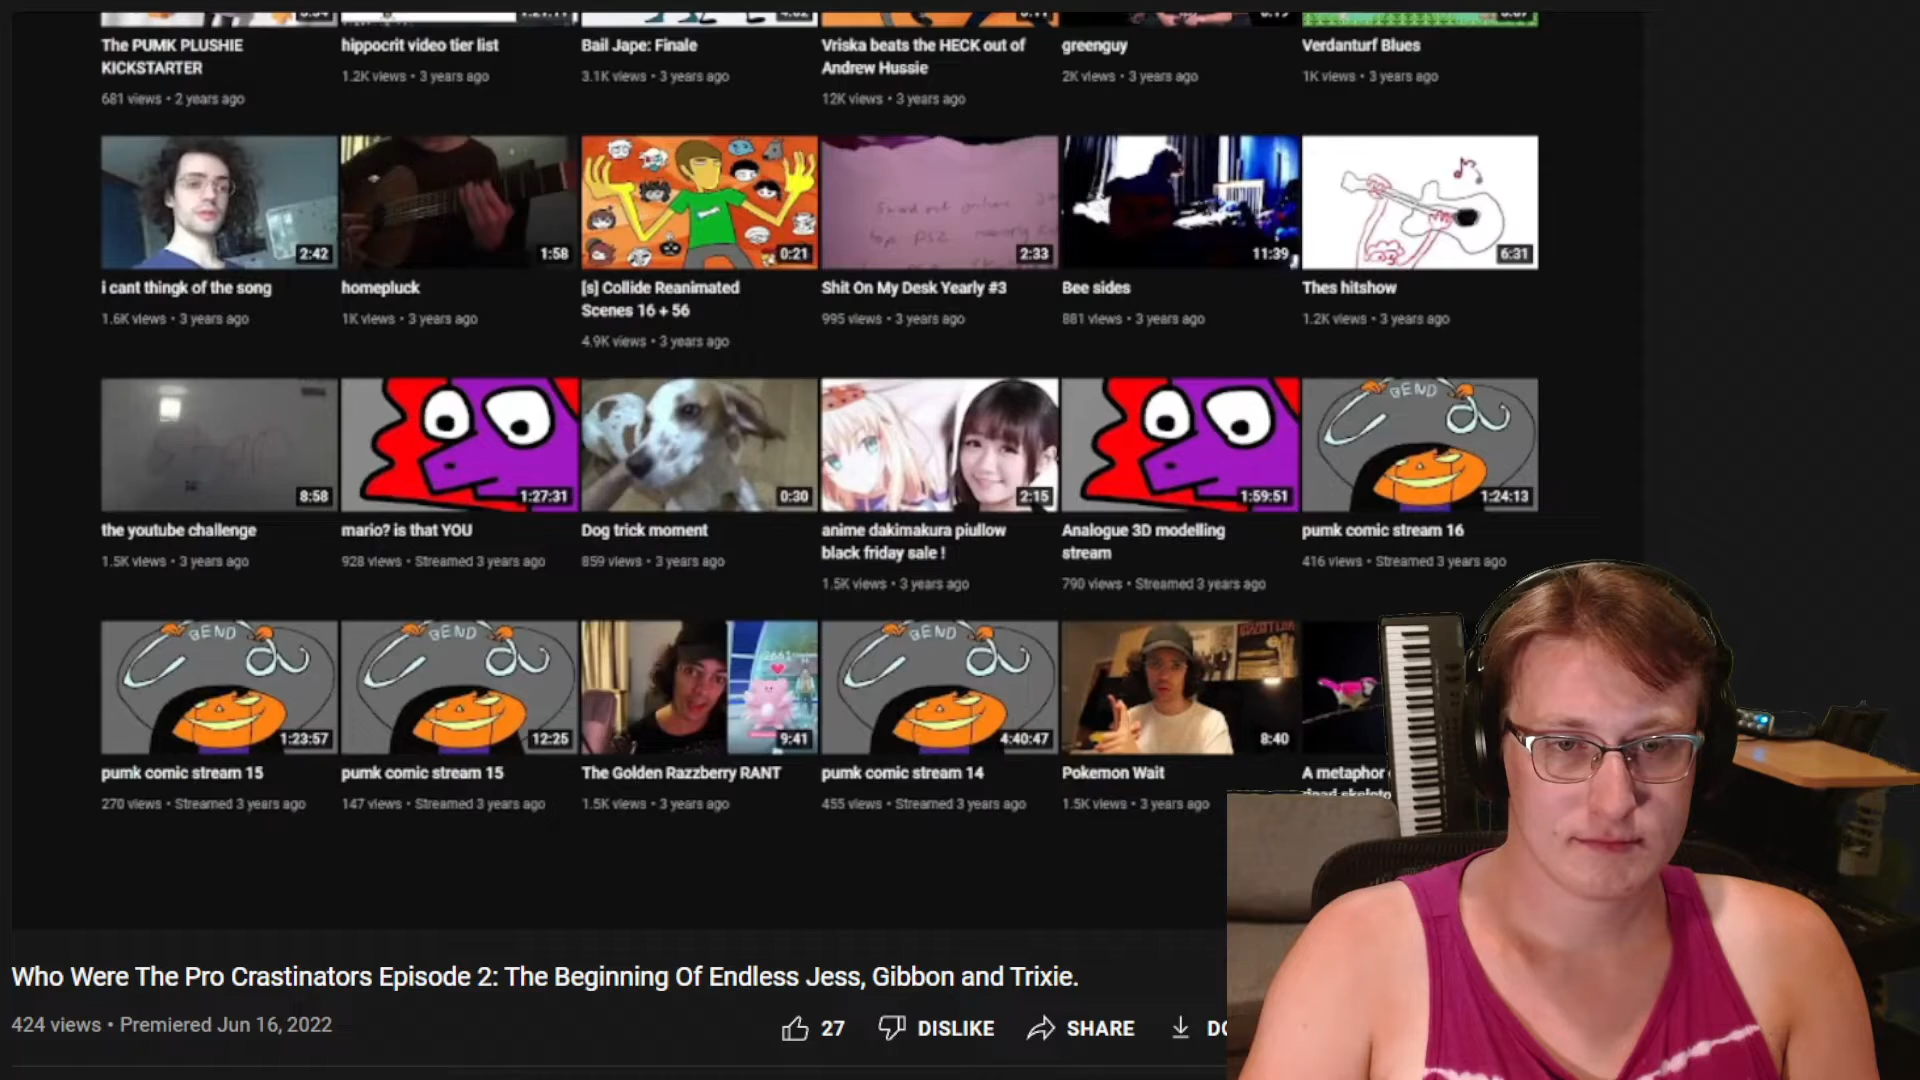 The PUMK PLUSHIE
KICKSTARTER
681 views • 2 years ago
hippocrit video tier list
1.2K views • 3 years ago
Bail Jape: Finale
3.1K views • 3 years ago
Vriska beats the HECK out of
Andrew Hussie
12K views • 3 years ago
greenguy
2K views • 3 years ago
Verdanturf Blues
1K views • 3 years ago
2:42
1:58
0:21
2:33
11:39
6:31
i cant thingk of the song
1.6K views • 3 years ago
homepluck
1K views • 3 years ago
[s] Collide Reanimated
Scenes 16 + 56
4.9K views • 3 years ago
Shit On My Desk Yearly #3
995 views • 3 years ago
Bee sides
881 views • 3 years ago
Thes hitshow
1.2K views • 3 years ago
BEND
8:58
1:27:31
0:30
2:15
1:59:51
1:24:13
the youtube challenge
1.5K views • 3 years ago
mario? is that YOU
928 views • Streamed 3 years ago
Dog trick moment
859 views • 3 years ago
anime dakimakura piullow
black friday sale !
1.5K views • 3 years ago
Analogue 3D modelling
stream
790 views • Streamed 3 years ago
pumk comic stream 16
416 views • Streamed 3 years ago
BEND
BEND
BEND
1:23:57
12:25
9:41
4:40:47
8:40
pumk comic stream 15
270 views • Streamed 3 years ago
pumk comic stream 15
147 views • Streamed 3 years ago
The Golden Razzberry RANT
1.5K views • 3 years ago
pumk comic stream 14
455 views • Streamed 3 years ago
Pokemon Wait
1.5K views • 3 years ago
A metaphor
Who Were The Pro Crastinators Episode 2: The Beginning Of Endless Jess, Gibbon and Trixie.
424 views • Premiered Jun 16, 2022
27
DISLIKE
SHARE